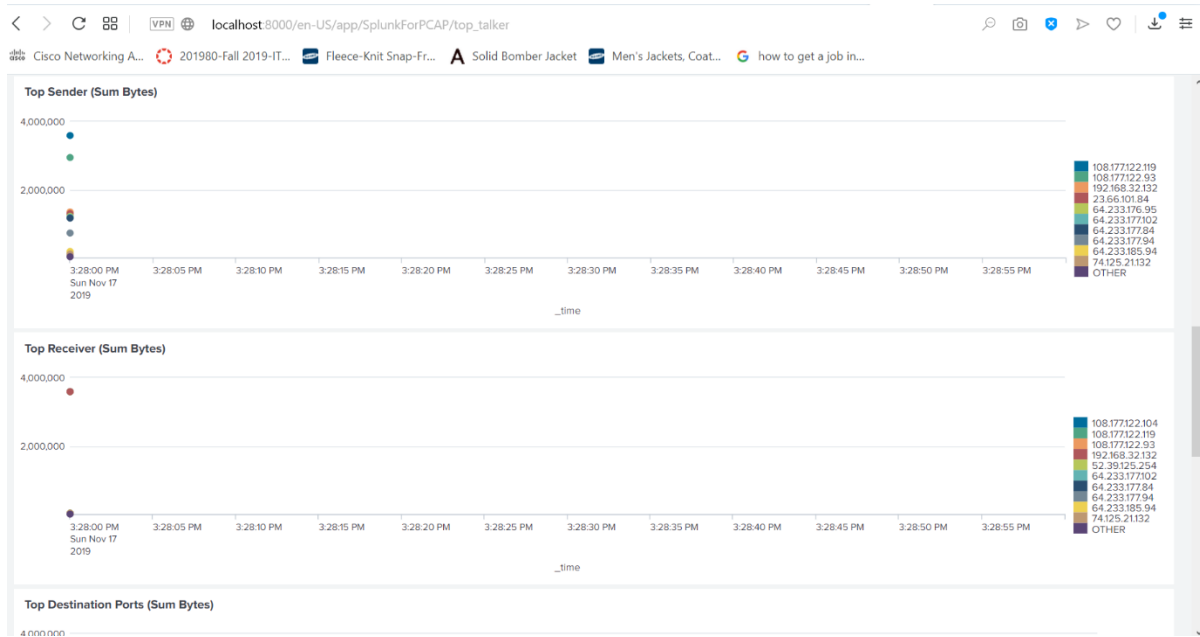 VPN localhost:8000/en-US/app/SplunkForPCAP/top_talker
Cisco Networking A... 201980-Fall 2019-IT... Fleece-Knit Snap-Fr... Solid Bomber Jacket Men's Jackets, Coat... how to get a job in...
Top Sender (Sum Bytes)
4,000,000
2,000,000
3:28:00 PM 3:28:05 PM 3:28:10 PM 3:28:15 PM 3:28:20 PM 3:28:25 PM 3:28:30 PM 3:28:35 PM 3:28:40 PM 3:28:45 PM 3:28:50 PM 3:28:55 PM
Sun Nov 17
2019
_time
108.177.122.119
108.177.122.93
192.168.32.132
23.66.101.84
64.233.176.95
64.233.177.102
64.233.177.84
64.233.177.94
64.233.185.94
74.125.21.132
OTHER
Top Receiver (Sum Bytes)
4,000,000
2,000,000
3:28:00 PM 3:28:05 PM 3:28:10 PM 3:28:15 PM 3:28:20 PM 3:28:25 PM 3:28:30 PM 3:28:35 PM 3:28:40 PM 3:28:45 PM 3:28:50 PM 3:28:55 PM
Sun Nov 17
2019
_time
108.177.122.104
108.177.122.119
108.177.122.93
192.168.32.132
52.39.125.254
64.233.177.102
64.233.177.84
64.233.177.94
64.233.185.94
74.125.21.132
OTHER
Top Destination Ports (Sum Bytes)
4,000,000